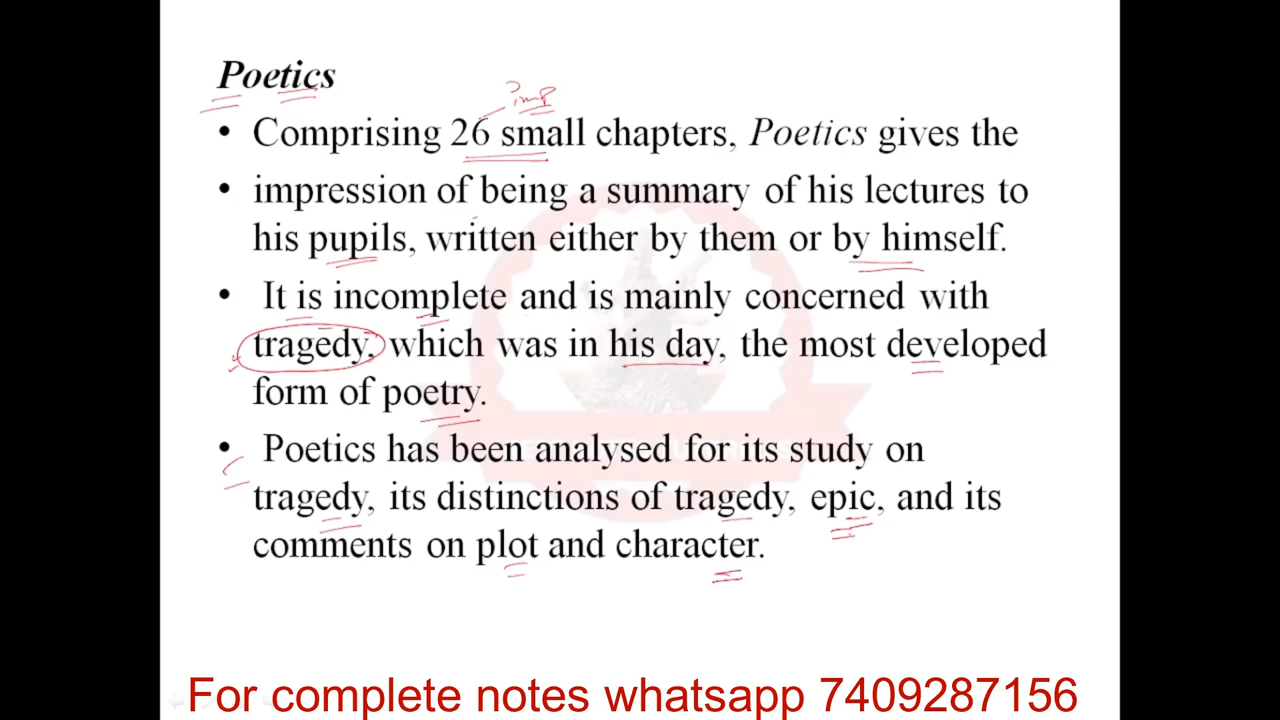 Poetics
imp
• Comprising 26 small chapters, Poetics gives the
• impression of being a summary of his lectures to
his pupils, written either by them or by himself.
• It is incomplete and is mainly concerned with
tragedy, which was in his day, the most developed
form of poetry.
• Poetics has been analysed for its study on
tragedy, its distinctions of tragedy, epic, and its
comments on plot and character.
For complete notes whatsapp 7409287156